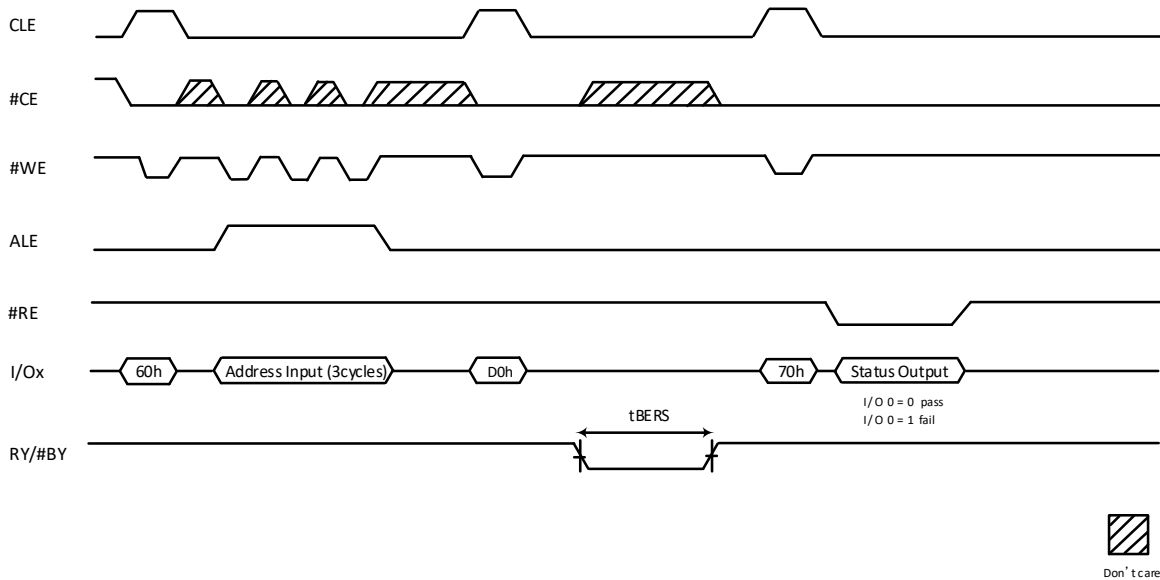 CLE
#CE
#WE
ALE
#RE
I/Ox
60h
Address Input (3cycles)
D0h
70h
Status Output
I/O 0 = 0 pass
I/O 0 = 1 fail
tBERS
RY/#BY
Don't care